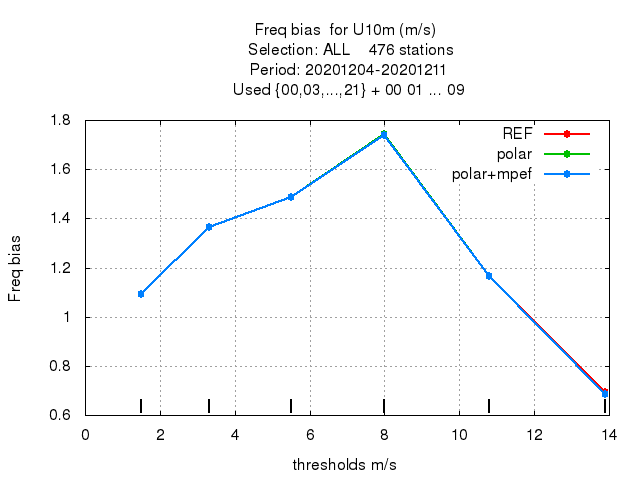 Freq bias  for U10m (m/s)
Selection: ALL    476 stations
Period: 20201204-20201211
Used {00,03,...,21} + 00 01 ... 09
REF
polar
polar+mpef
Freq bias
1.8
1.6
1.4
1.2
1
0.8
0.6
0 2 4 6 8 10 12 14
thresholds m/s